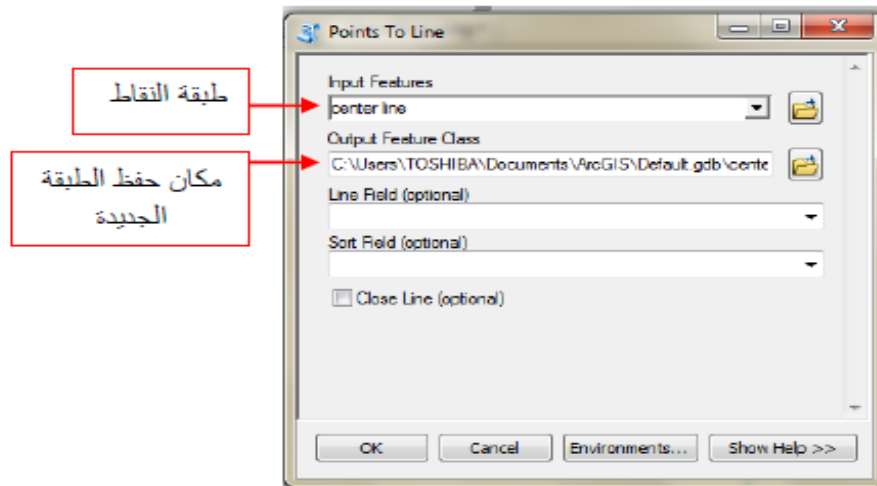 Points To Line
Input Features
طبقة النقاط
center line
Output Feature Class
مكان حفظ الطبقة
الجديدة
C:\Users\TOSHIBA\Documents\ArcGIS\Default.gdb\cente
Line Field (optional)
Sort Field (optional)
Close Line (optional)
OK
Cancel
Environments...
Show Help >>